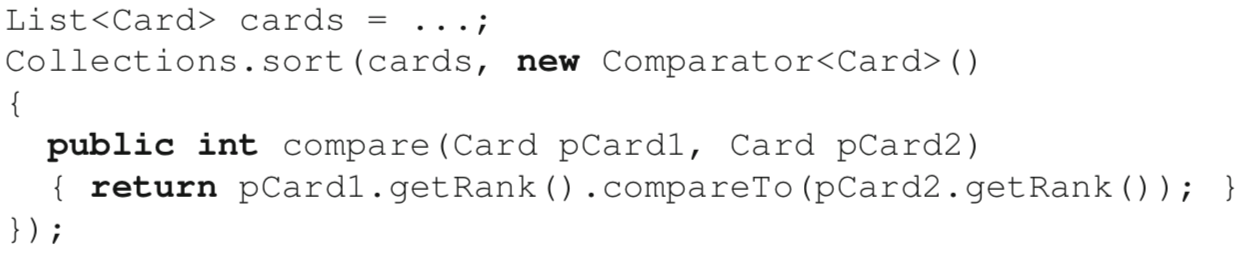 List<Card> cards = ...;
Collections.sort(cards, new Comparator<Card>()
{
  public int compare(Card pCard1, Card pCard2)
  { return pCard1.getRank().compareTo(pCard2.getRank()); }
});